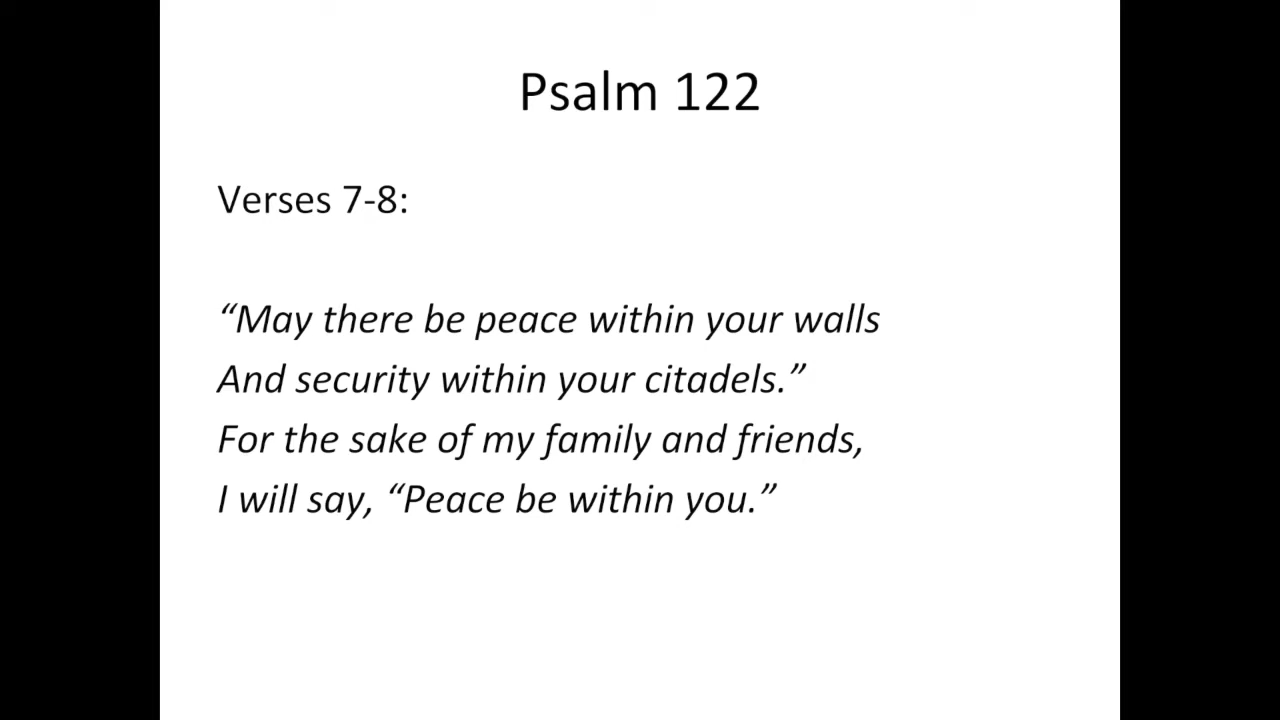 Psalm 122
Verses 7-8:
“May there be peace within your walls
And security within your citadels.”
For the sake of my family and friends,
I will say, “Peace be within you.”